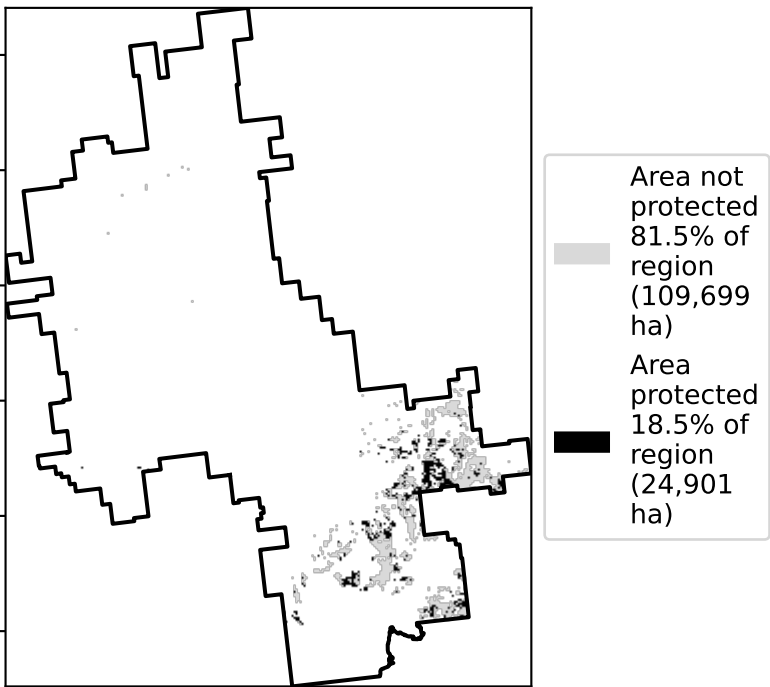 Area not
protected
81.5% of
region
(109,699
ha)
Area
protected
18.5% of
region
(24,901
ha)